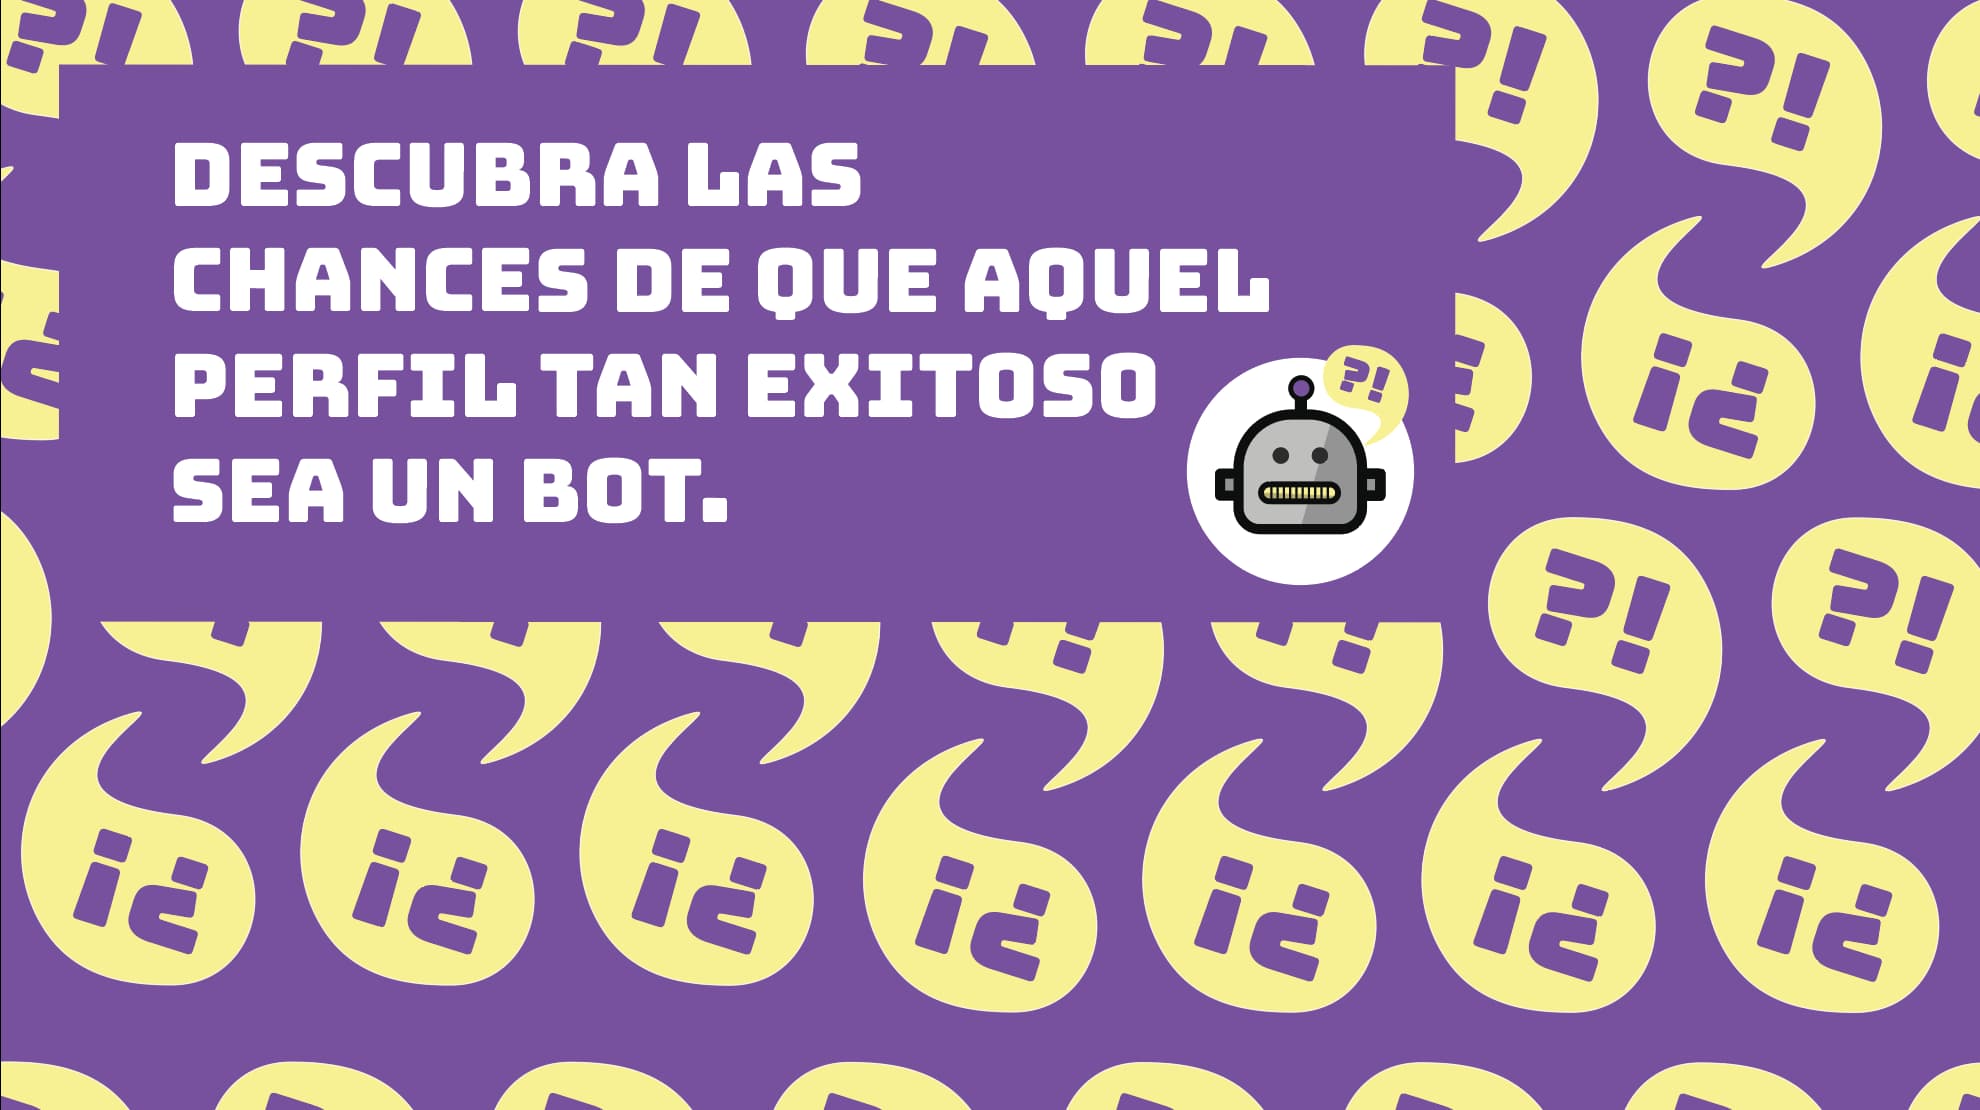 DESCUBRA LAS
CHANCES DE QUE AQUEL
PERFIL TAN EXITOSO
SEA UN BOT.
?!